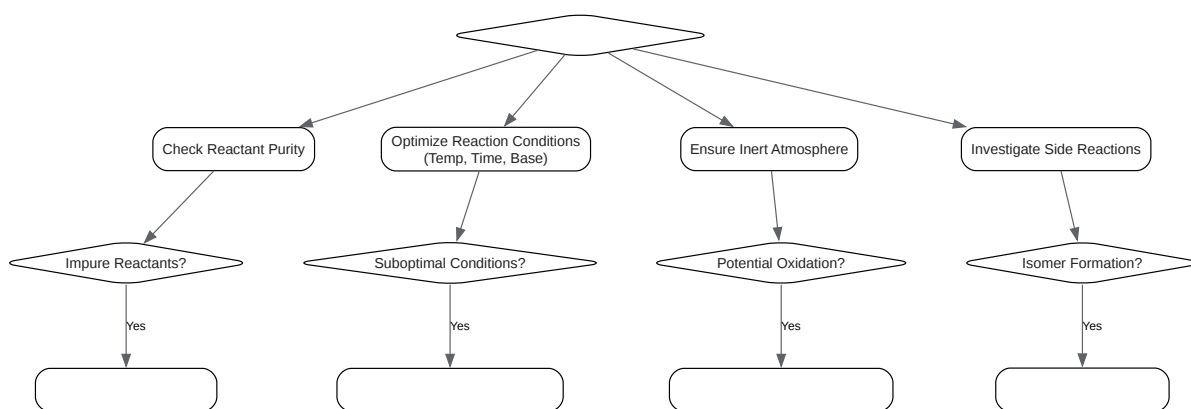 Check Reactant Purity
Optimize Reaction Conditions
(Temp, Time, Base)
Ensure Inert Atmosphere
Investigate Side Reactions
Impure Reactants?
Suboptimal Conditions?
Potential Oxidation?
Isomer Formation?
Yes
Yes
Yes
Yes